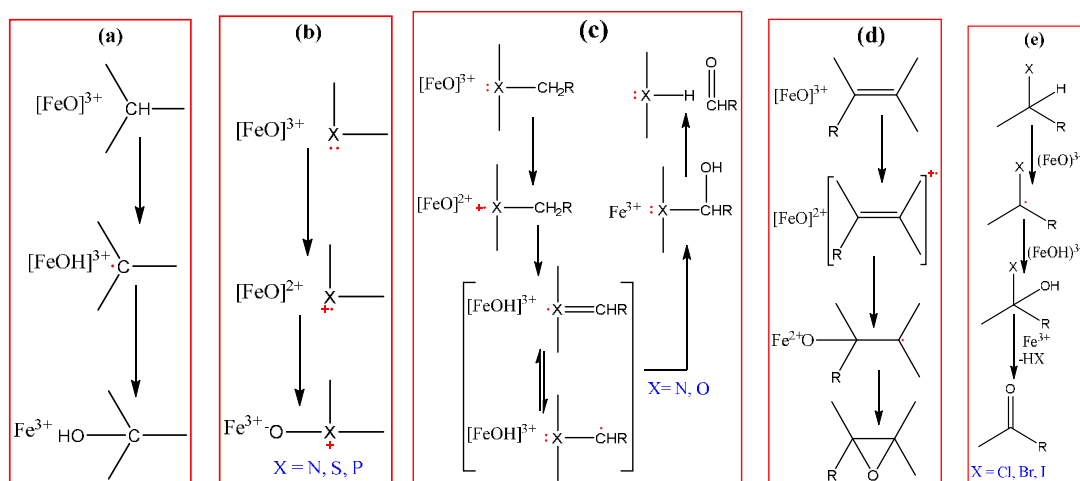 (a)
[FeO]³⁺
CH
[FeOH]³⁺
C
Fe³⁺
HO
C
(b)
[FeO]³⁺
X
[FeO]²⁺
X
Fe³⁺ ⁻O
X
X = N, S, P
(c)
[FeO]³⁺
:X
CH₂R
[FeO]²⁺
X
CH₂R
[FeOH]³⁺
X
CHR
[FeOH]³⁺
:X
CHR
X= N, O
Fe³⁺
:X
OH
CHR
:X
H
O
CHR
(d)
[FeO]³⁺
R
[FeO]²⁺
R
Fe²⁺O
R
R
O
(e)
X
H
R
(FeO)³⁺
X
R
(FeOH)³⁺
X
OH
R
Fe³⁺
-HX
O
R
X = Cl, Br, I